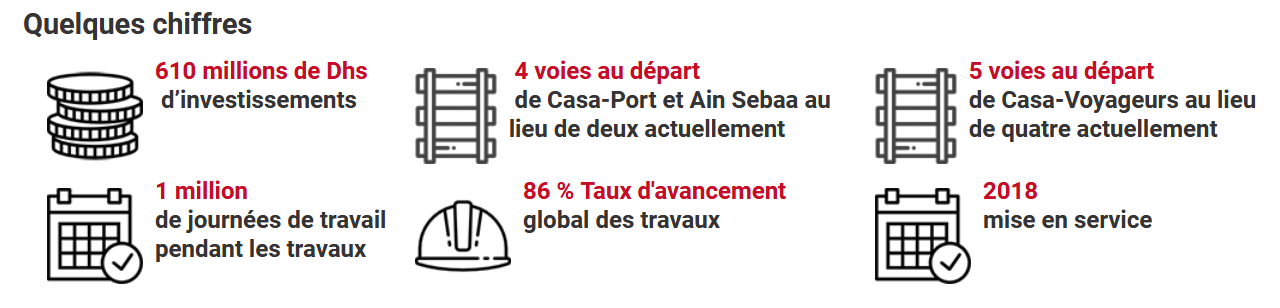 Quelques chiffres
610 millions de Dhs
d’investissements
4 voies au départ
de Casa-Port et Ain Sebaa au
lieu de deux actuellement
5 voies au départ
de Casa-Voyageurs au lieu
de quatre actuellement
1 million
de journées de travail
pendant les travaux
86 % Taux d'avancement
global des travaux
2018
mise en service